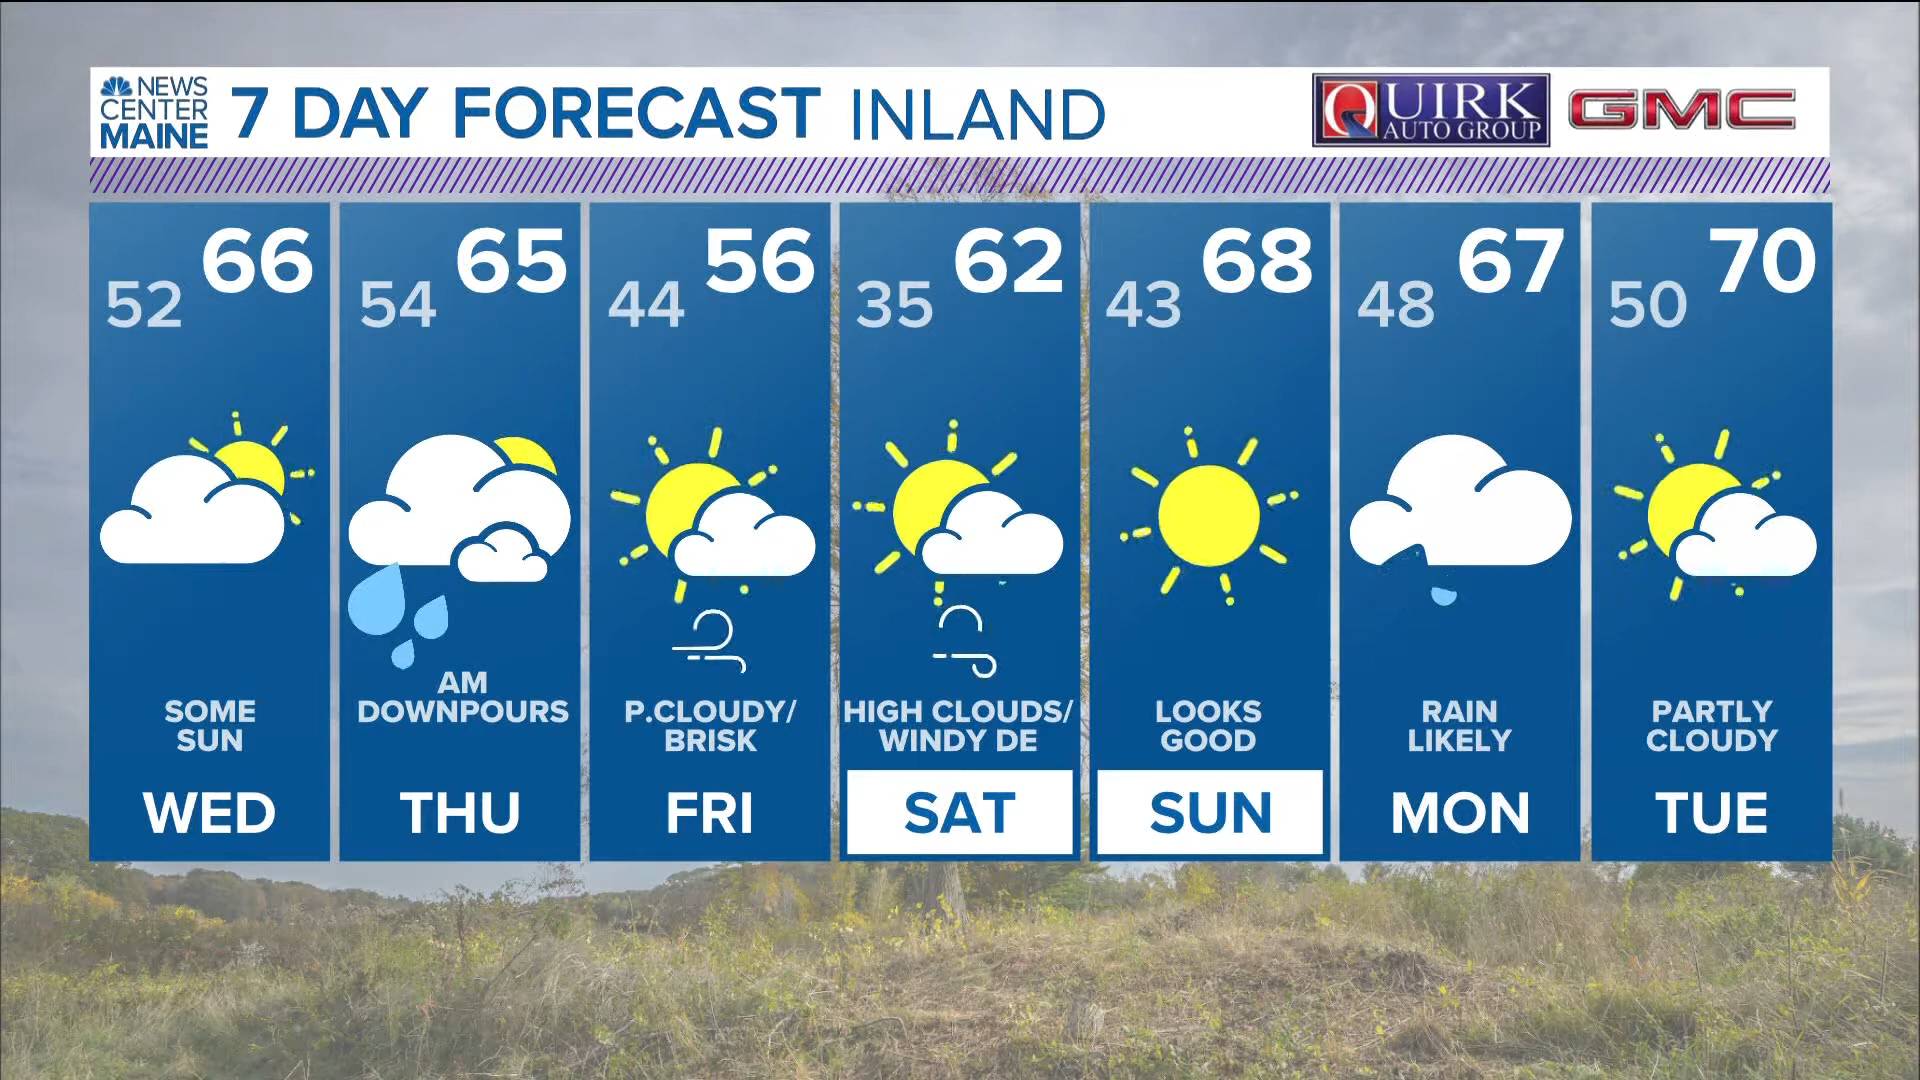 NEWS
CENTER
MAINE
7 DAY FORECAST INLAND
QUIRK
AUTO GROUP
GMC
52 66
54 65
44 56
35 62
43 68
48 67
50 70
SOME
SUN
AM
DOWNPOURS
P.CLOUDY/
BRISK
HIGH CLOUDS/
WINDY DE
LOOKS
GOOD
RAIN
LIKELY
PARTLY
CLOUDY
WED
THU
FRI
SAT
SUN
MON
TUE